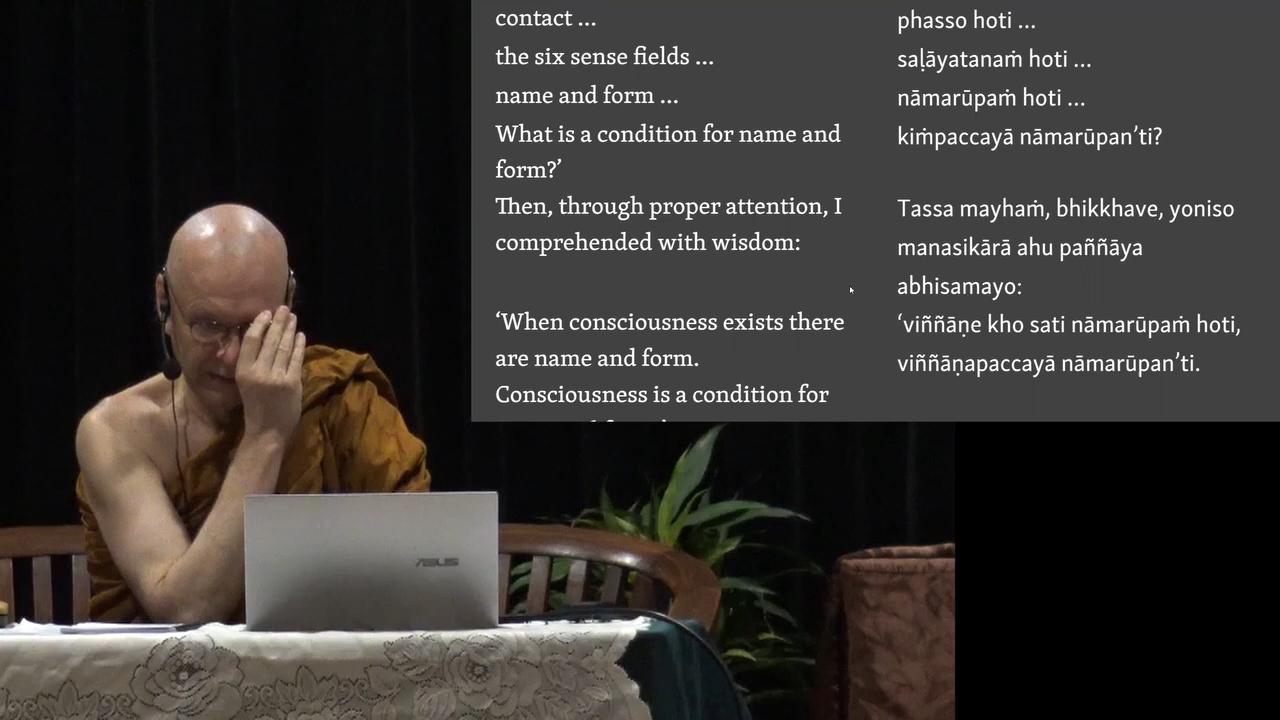 contact ...
the six sense fields ...
name and form ...
What is a condition for name and
form?’
Then, through proper attention, I
comprehended with wisdom:
‘When consciousness exists there
are name and form.
Consciousness is a condition for
phasso hoti ...
saḷāyatanaṁ hoti ...
nāmarūpaṁ hoti ...
kiṁpaccayā nāmarūpan’ti?
Tassa mayhaṁ, bhikkhave, yoniso
manasikārā ahu paññāya
abhisamayo:
‘viññāṇe kho sati nāmarūpaṁ hoti,
viññāṇapaccayā nāmarūpan’ti.
ASUS